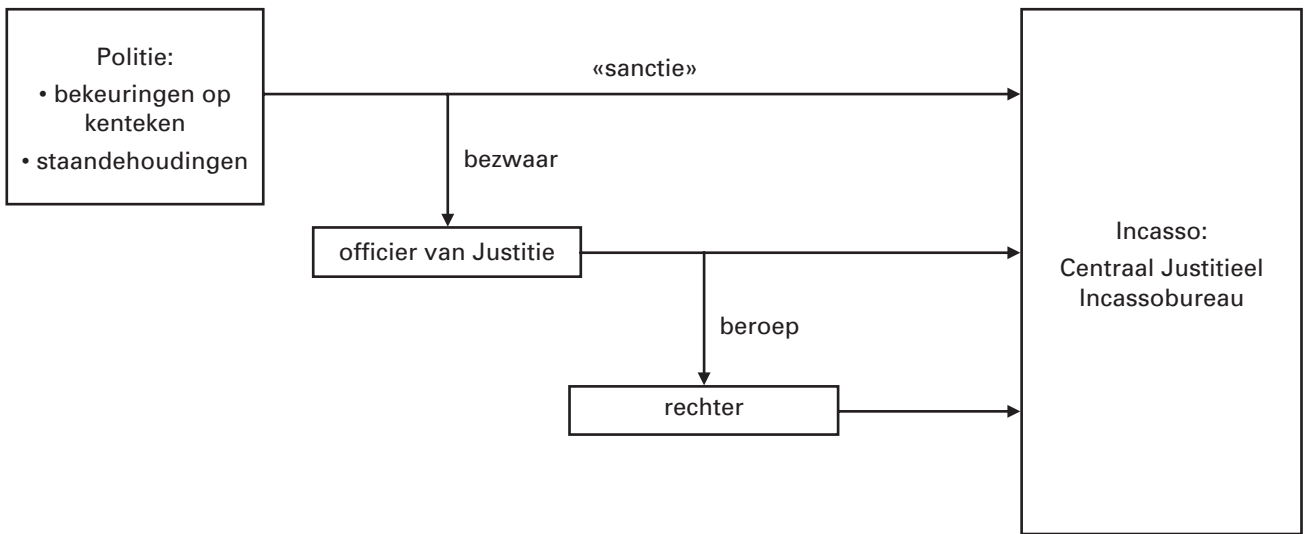 Politie:
• bekeuringen op
kenteken
• staandehoudingen
«sanctie»
bezwaar
officier van Justitie
beroep
rechter
Incasso:
Centraal Justitieel
Incassobureau